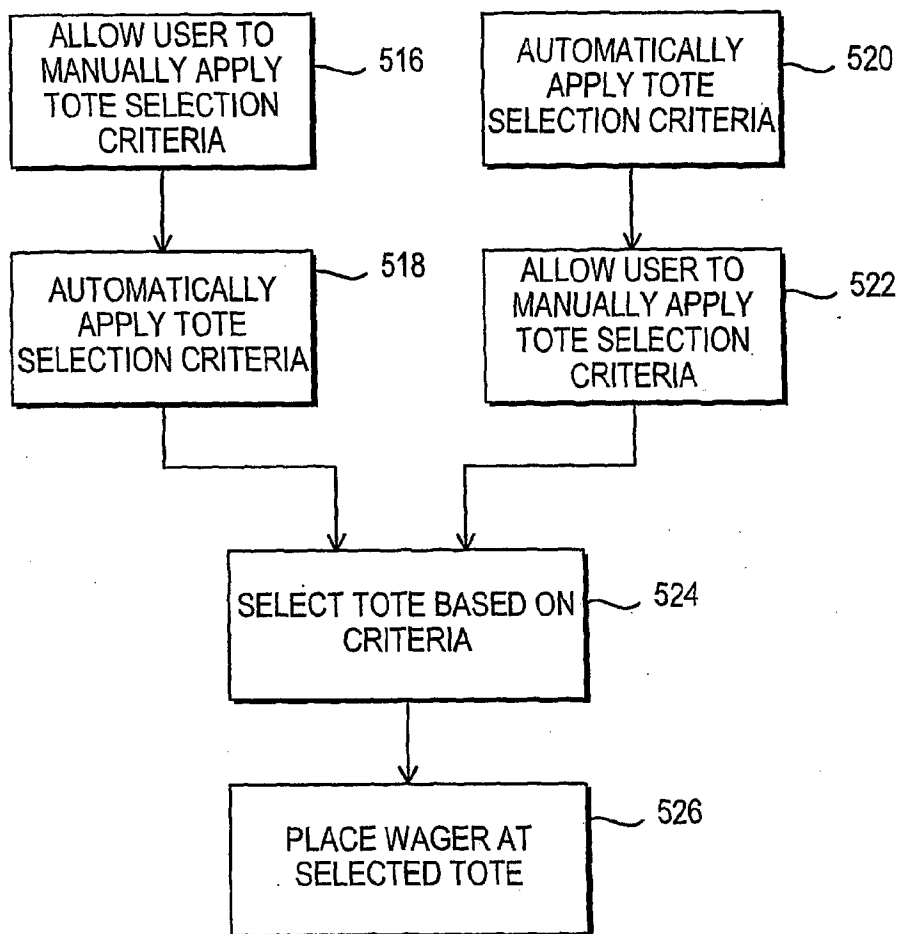 ALLOW USER TO
MANUALLY APPLY
TOTE SELECTION
CRITERIA
516
AUTOMATICALLY
APPLY TOTE
SELECTION CRITERIA
520
AUTOMATICALLY
APPLY TOTE
SELECTION CRITERIA
518
ALLOW USER TO
MANUALLY APPLY
TOTE SELECTION
CRITERIA
522
SELECT TOTE BASED ON
CRITERIA
524
PLACE WAGER AT
SELECTED TOTE
526